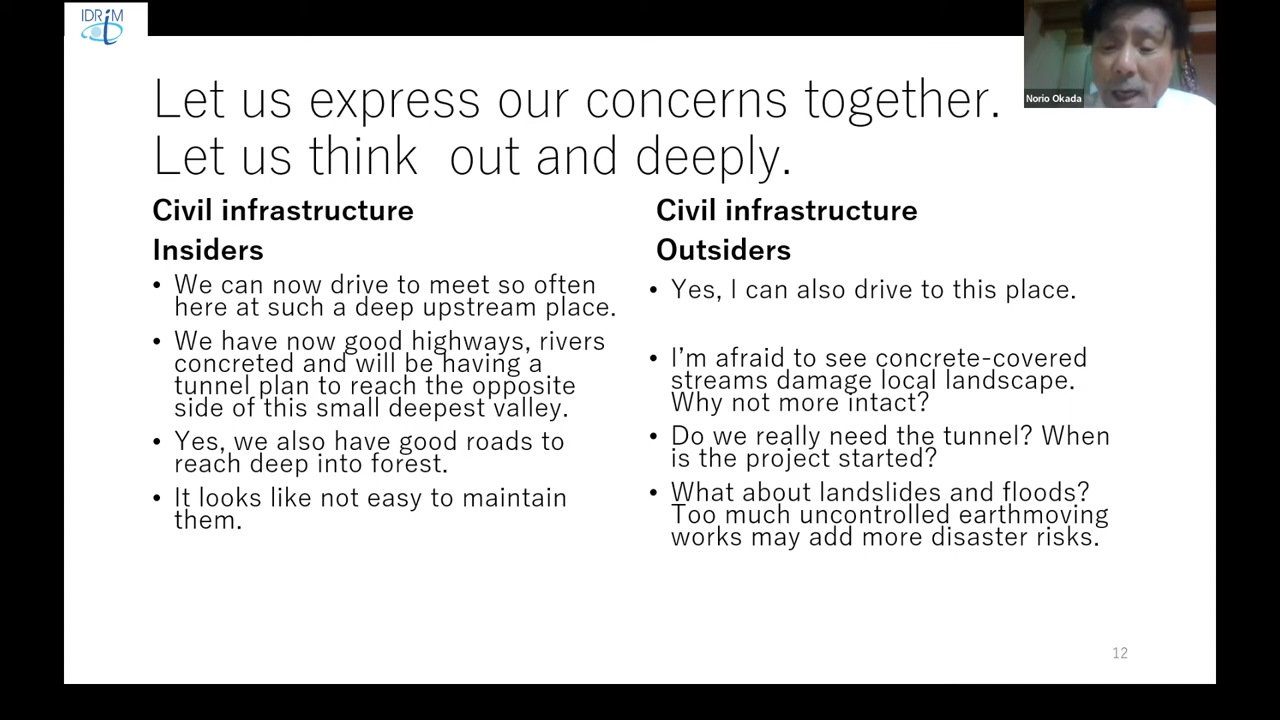 IDRiM
Norio Okada
Let us express our concerns together.
Let us think out and deeply.
Civil infrastructure
Insiders
• We can now drive to meet so often
here at such a deep upstream place.
• We have now good highways, rivers
concreted and will be having a
tunnel plan to reach the opposite
side of this small deepest valley.
• Yes, we also have good roads to
reach deep into forest.
• It looks like not easy to maintain
them.
Civil infrastructure
Outsiders
• Yes, I can also drive to this place.
• I'm afraid to see concrete-covered
streams damage local landscape.
Why not more intact?
• Do we really need the tunnel? When
is the project started?
• What about landslides and floods?
Too much uncontrolled earthmoving
works may add more disaster risks.
12